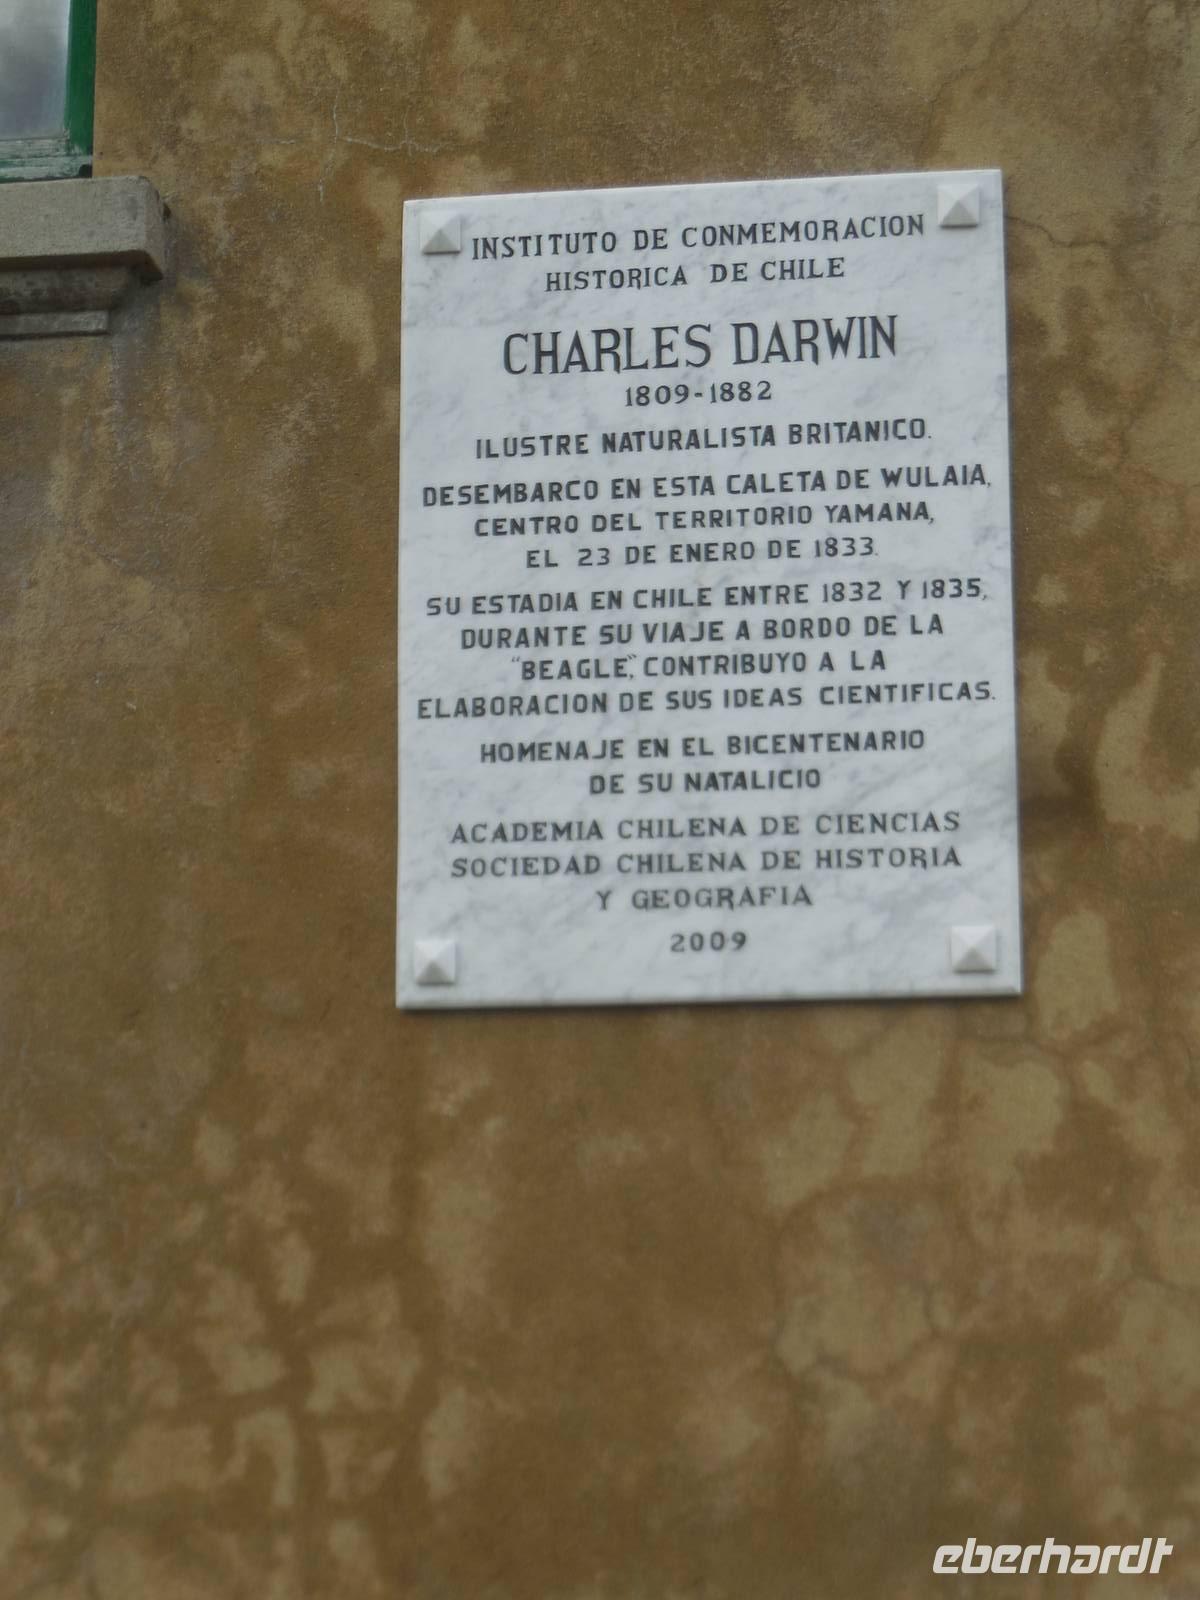 INSTITUTO DE CONMEMORACION
HISTORICA DE CHILE
CHARLES DARWIN
1809-1882
ILUSTRE NATURALISTA BRITANICO.
DESEMBARCO EN ESTA CALETA DE WULAIA,
CENTRO DEL TERRITORIO YAMANA,
EL 23 DE ENERO DE 1833.
SU ESTADIA EN CHILE ENTRE 1832 Y 1835,
DURANTE SU VIAJE A BORDO DE LA
"BEAGLE", CONTRIBUYO A LA
ELABORACION DE SUS IDEAS CIENTIFICAS.
HOMENAJE EN EL BICENTENARIO
DE SU NATALICIO
ACADEMIA CHILENA DE CIENCIAS
SOCIEDAD CHILENA DE HISTORIA
Y GEOGRAFIA
2009
eberhardt